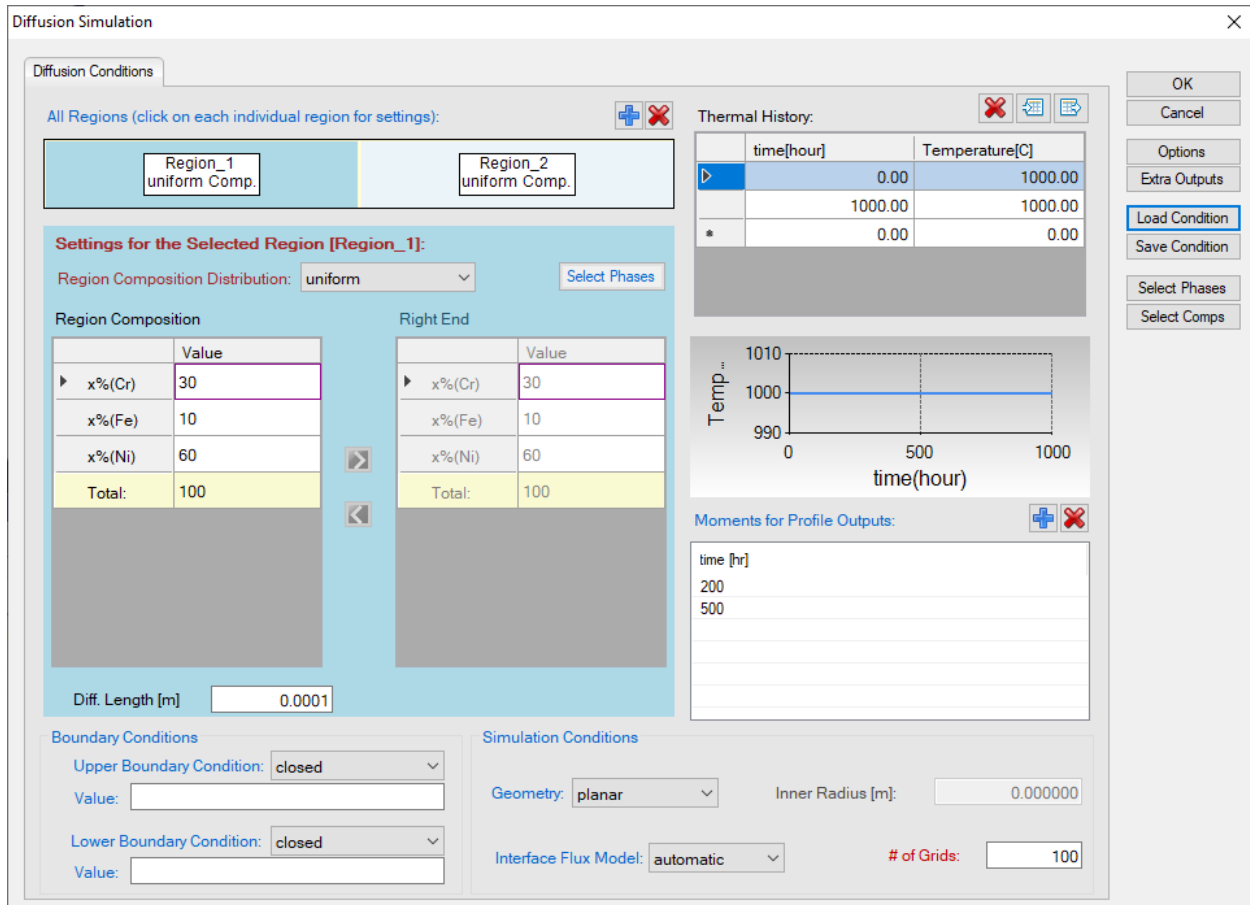 Diffusion Simulation
Diffusion Conditions
All Regions (click on each individual region for settings):
Region_1
uniform Comp.
Region_2
uniform Comp.
Settings for the Selected Region [Region_1]:
Region Composition Distribution: uniform
Select Phases
Region Composition
Value
x%(Cr) 30
x%(Fe) 10
x%(Ni) 60
Total: 100
Right End
Value
x%(Cr) 30
x%(Fe) 10
x%(Ni) 60
Total: 100
Diff. Length [m] 0.0001
Thermal History:
time[hour] Temperature[C]
0.00 1000.00
1000.00 1000.00
* 0.00 0.00
Temp ...
1010
1000
990
0 500 1000
time(hour)
Moments for Profile Outputs:
time [hr]
200
500
Boundary Conditions
Upper Boundary Condition: closed
Value:
Lower Boundary Condition: closed
Value:
Simulation Conditions
Geometry: planar
Inner Radius [m]: 0.000000
Interface Flux Model: automatic
# of Grids: 100
OK
Cancel
Options
Extra Outputs
Load Condition
Save Condition
Select Phases
Select Comps